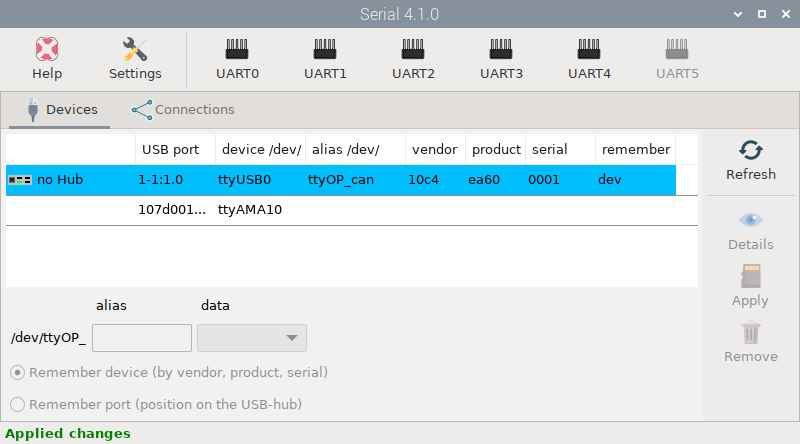 Serial 4.1.0
Help Settings UART0 UART1 UART2 UART3 UART4 UART5
Devices Connections
USB port device /dev/ alias /dev/ vendor product serial remember
no Hub 1-1:1.0 ttyUSB0 ttyOP_can 10c4 ea60 0001 dev
107d001... ttyAMA10
Refresh
Details
Apply
Remove
alias data
/dev/ttyOP_
Remember device (by vendor, product, serial)
Remember port (position on the USB-hub)
Applied changes